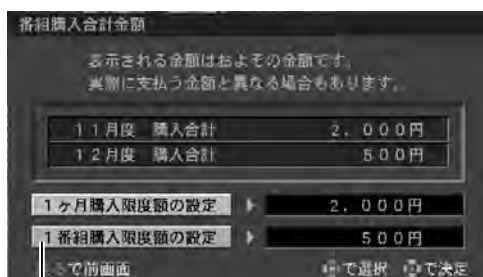 番組購入合計金額
表示される金額はおよその金額です。
実際に支払う金額と異なる場合もあります。
11月度 購入合計 2,000円
12月度 購入合計 500円
1ヶ月購入限度額の設定 2,000円
1番組購入限度額の設定 500円
で前画面 で選択 で決定